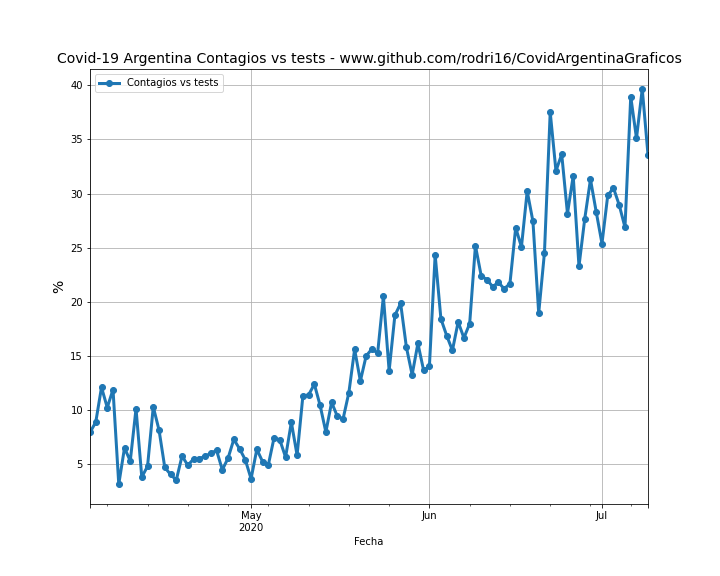 Covid-19 Argentina Contagios vs tests - www.github.com/rodri16/CovidArgentinaGraficos
Contagios vs tests
40
35
30
25
20
15
10
5
%
May
2020
Jun
Jul
Fecha